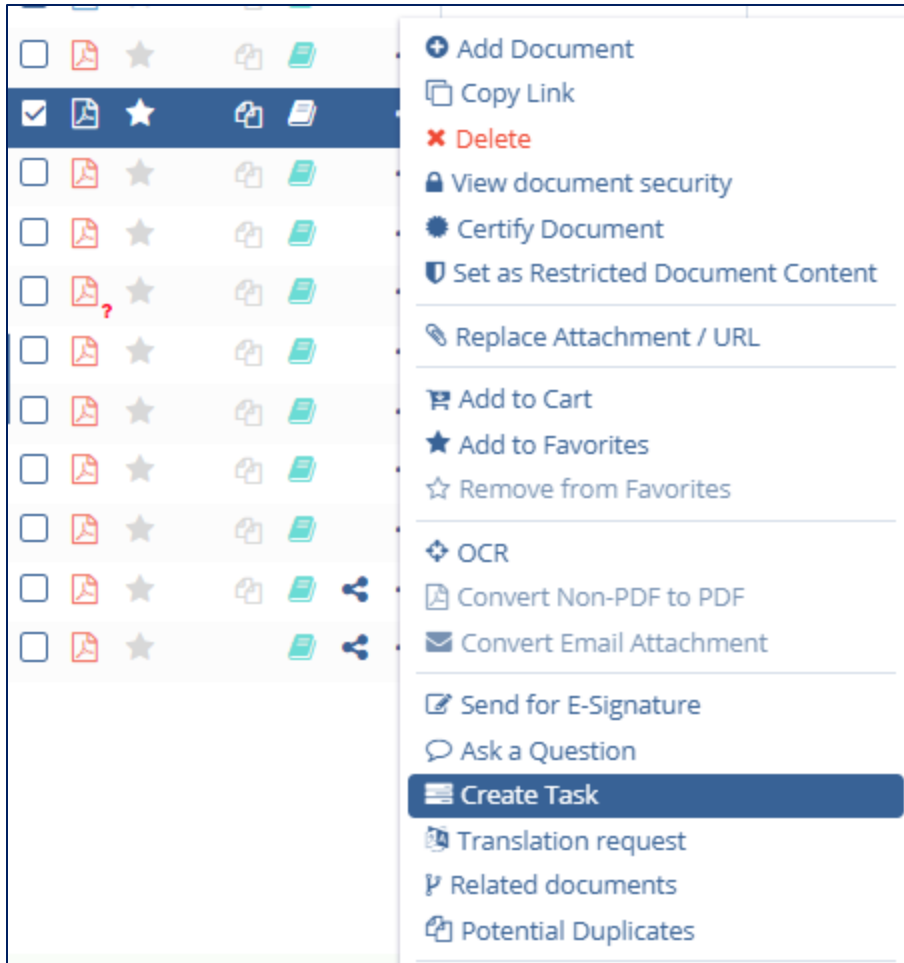 Add Document
Copy Link
Delete
View document security
Certify Document
Set as Restricted Document Content
Replace Attachment / URL
Add to Cart
Add to Favorites
Remove from Favorites
?
OCR
Convert Non-PDF to PDF
Convert Email Attachment
Send for E-Signature
Ask a Question
Create Task
Translation request
Related documents
Potential Duplicates